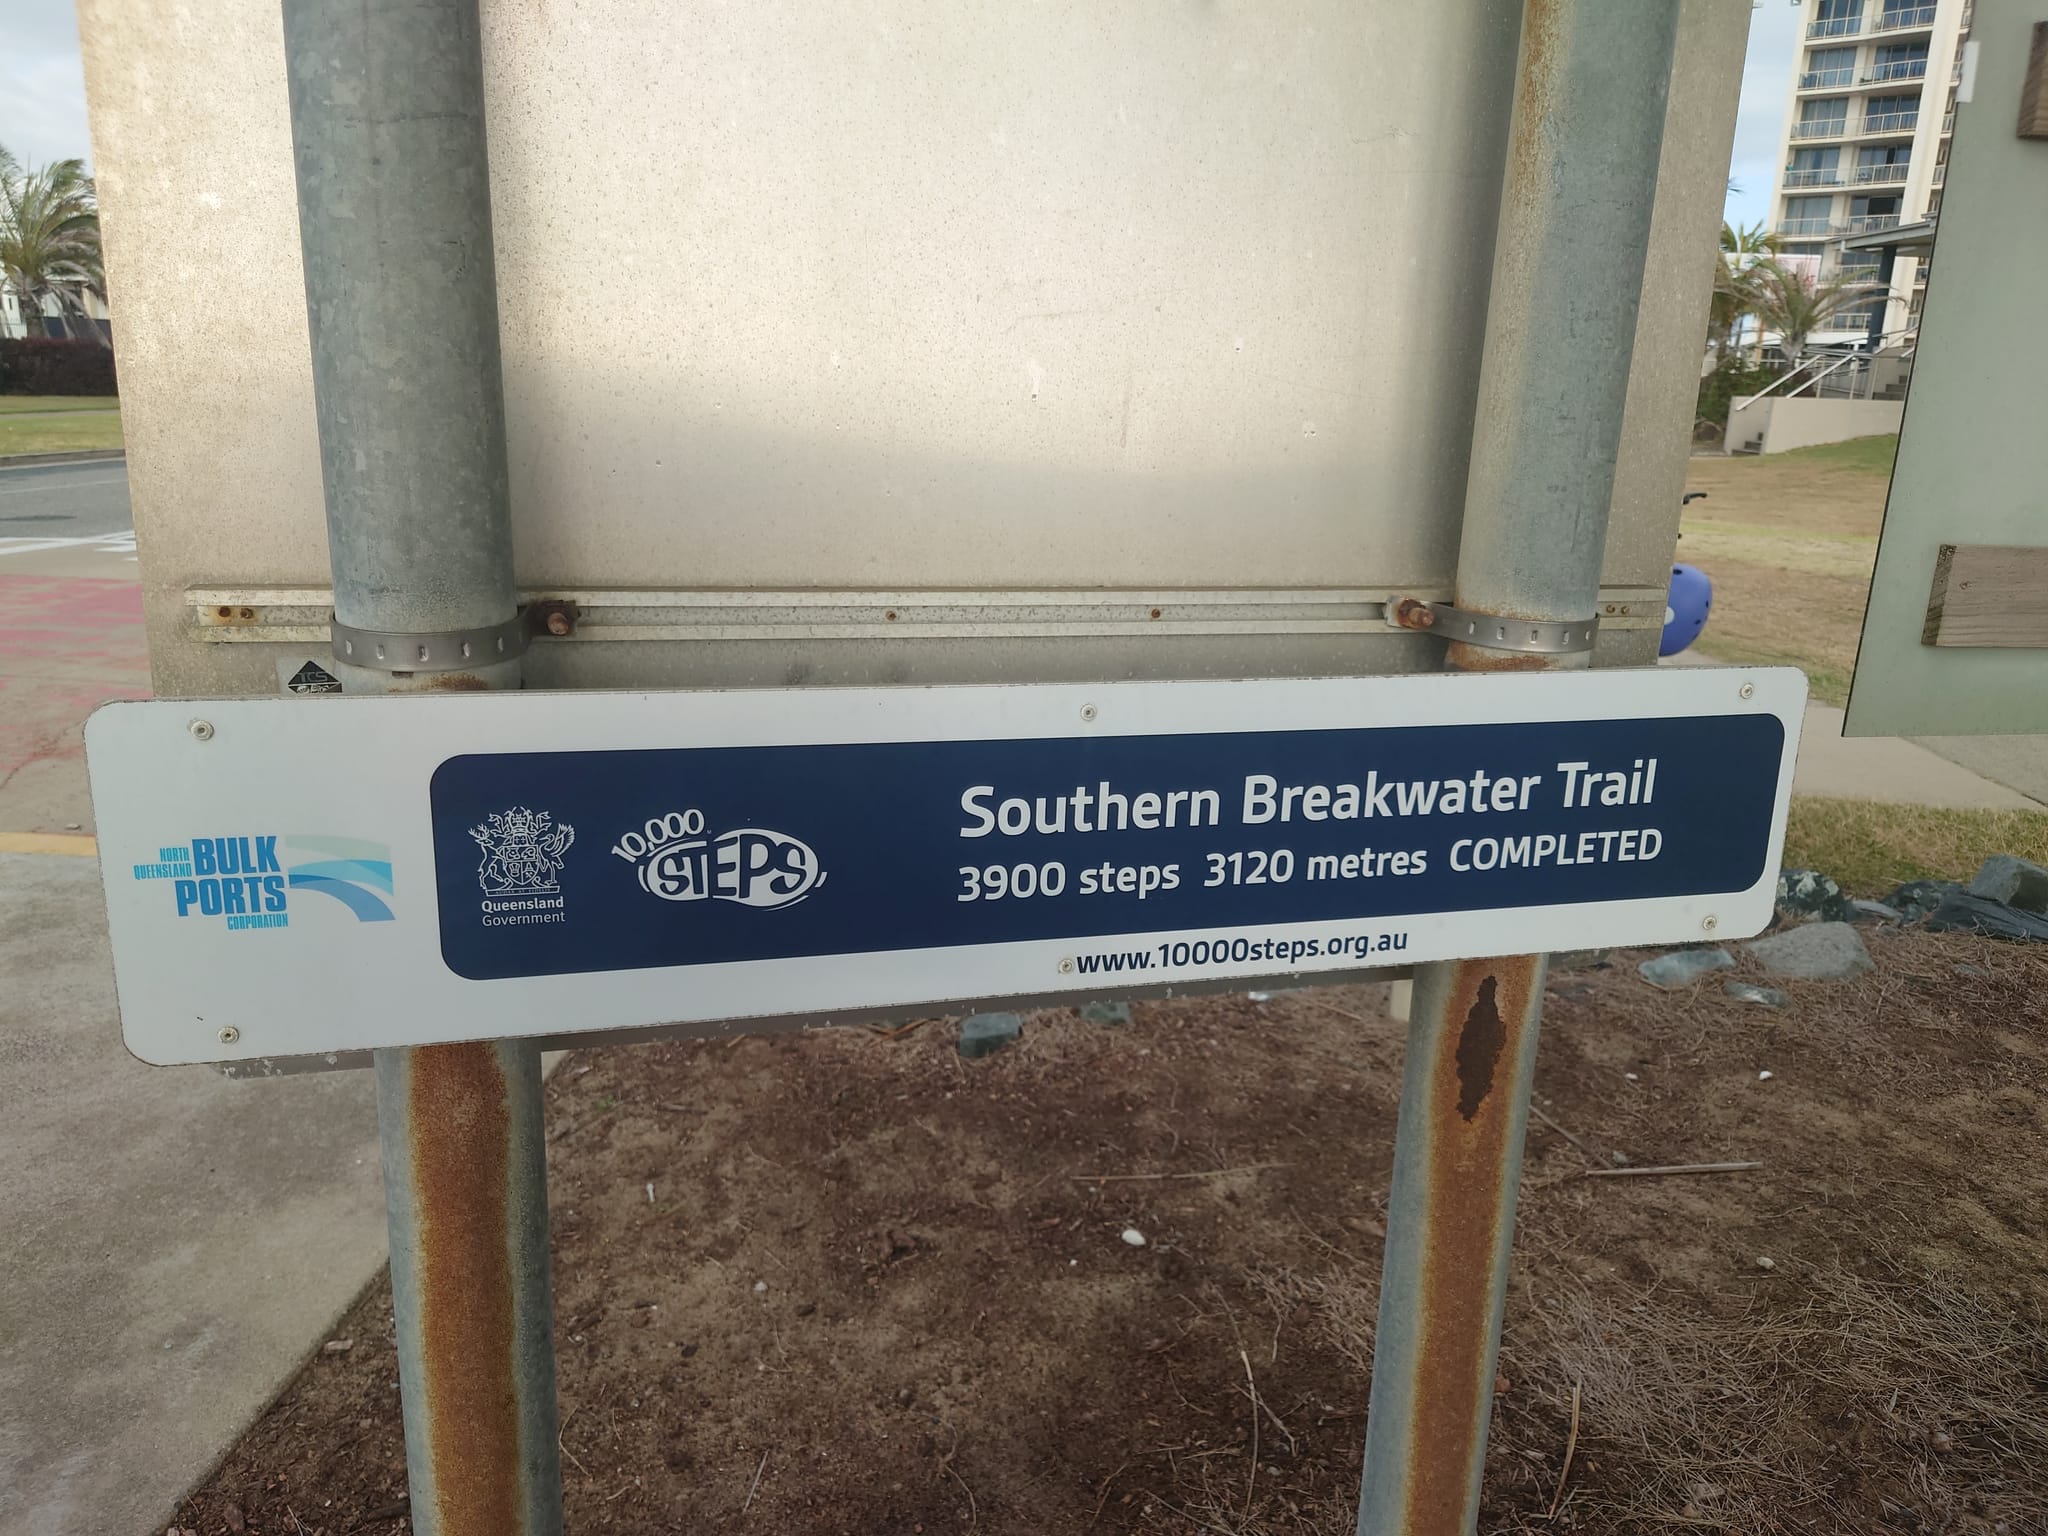 TCS
NORTH
QUEENSLAND
BULK
PORTS
CORPORATION
Queensland
Government
10,000
STEPS
Southern Breakwater Trail
3900 steps 3120 metres COMPLETED
www.10000steps.org.au